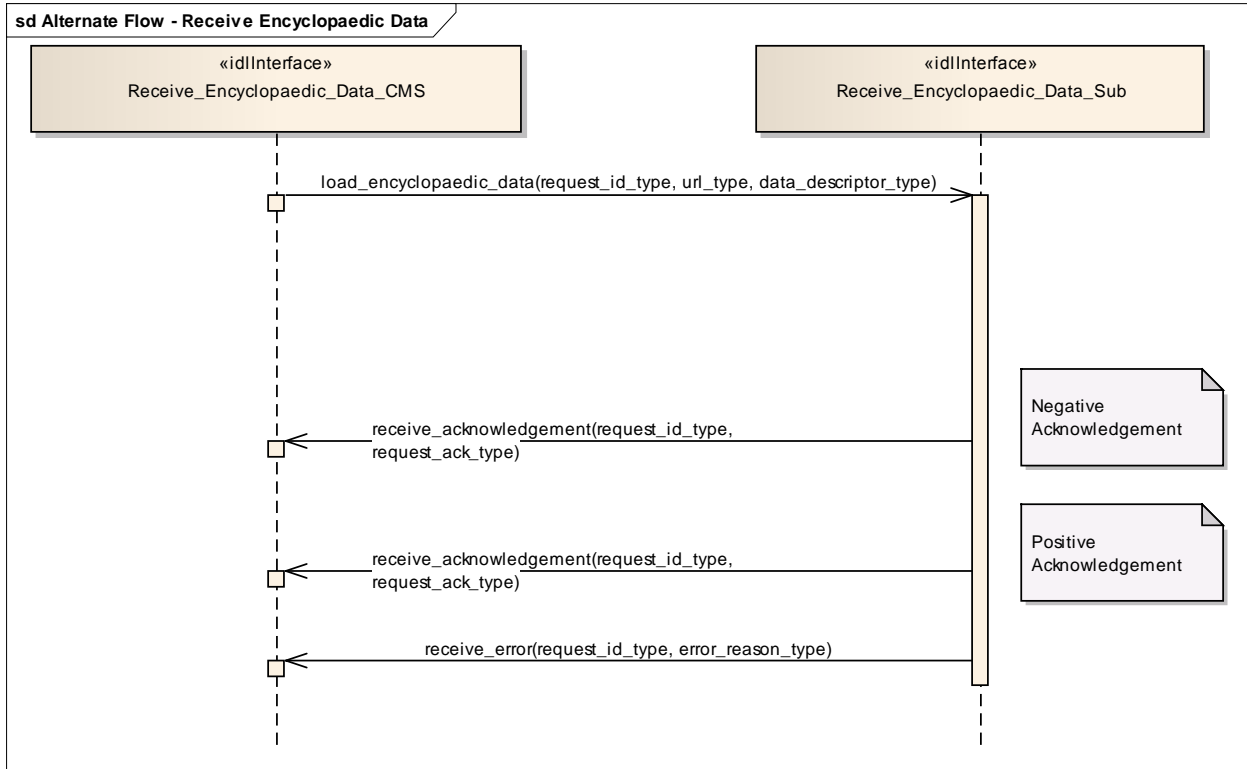 sd Alternate Flow - Receive Encyclopaedic Data
«idlInterface»
Receive_Encyclopaedic_Data_CMS
«idlInterface»
Receive_Encyclopaedic_Data_Sub
load_encyclopaedic_data(request_id_type, url_type, data_descriptor_type)
Negative
Acknowledgement
receive_acknowledgement(request_id_type,
request_ack_type)
Positive
Acknowledgement
receive_acknowledgement(request_id_type,
request_ack_type)
receive_error(request_id_type, error_reason_type)